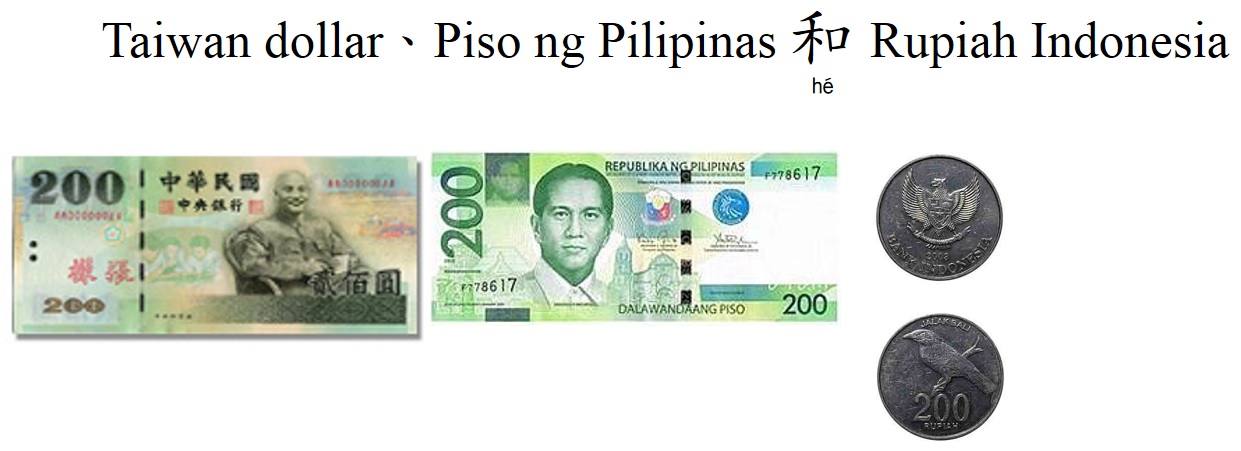 Taiwan dollar、Piso ng Pilipinas 和 Rupiah Indonesia
hé
200
中華民國
中央銀行
樣張
貳佰圓
200
200
REPUBLIKA NG PILIPINAS
F778617
F778617
DALAWANDAANG PISO
200
BANK INDONESIA
2003
JALAK BALI
200
RUPIAH